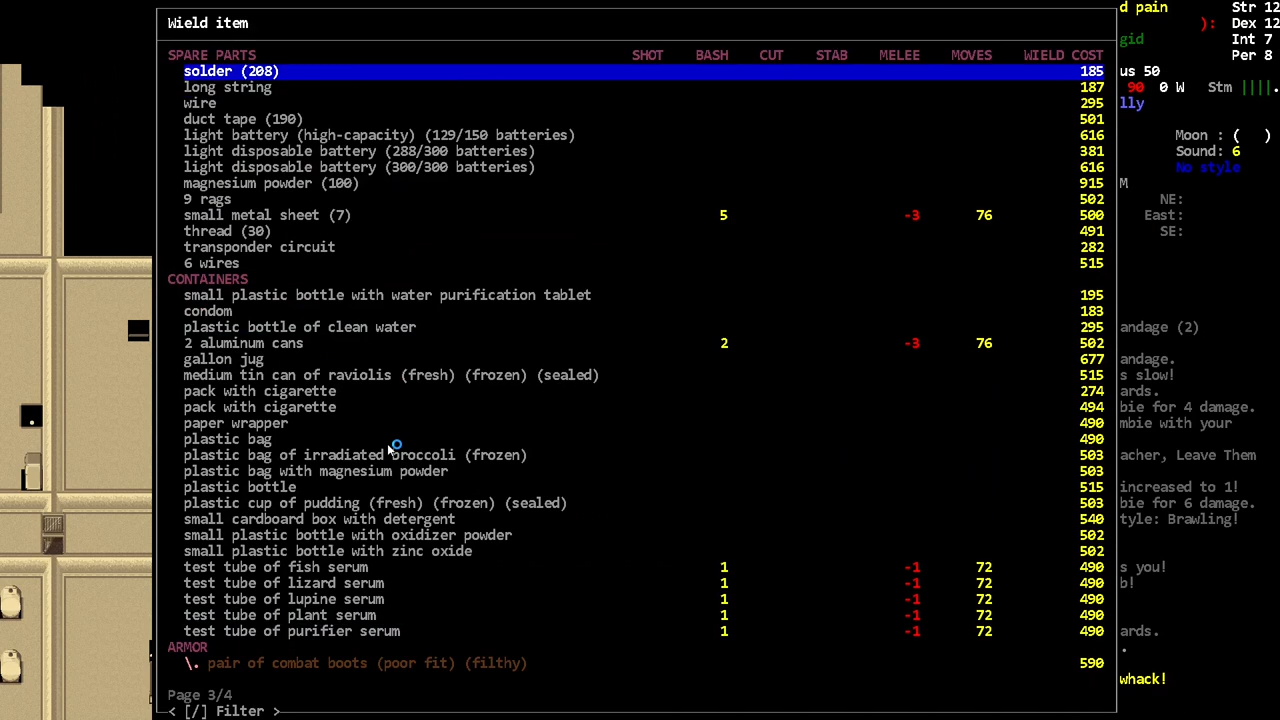 Wield item
SPARE PARTS SHOT BASH CUT STAB MELEE MOVES WIELD COST
solder (208) 185
long string 187
wire 295
duct tape (190) 501
light battery (high-capacity) (129/150 batteries) 616
light disposable battery (288/300 batteries) 381
light disposable battery (300/300 batteries) 616
magnesium powder (100) 915
9 rags 502
small metal sheet (7) 5 -3 76 500
thread (30) 491
transponder circuit 282
6 wires 515
CONTAINERS
small plastic bottle with water purification tablet 195
condom 183
plastic bottle of clean water 295
2 aluminum cans 2 -3 76 502
gallon jug 677
medium tin can of raviolis (fresh) (frozen) (sealed) 515
pack with cigarette 274
pack with cigarette 494
paper wrapper 490
plastic bag 490
plastic bag of irradiated broccoli (frozen) 503
plastic bag with magnesium powder 503
plastic bottle 515
plastic cup of pudding (fresh) (frozen) (sealed) 503
small cardboard box with detergent 540
small plastic bottle with oxidizer powder 502
small plastic bottle with zinc oxide 502
test tube of fish serum 1 -1 72 490
test tube of lizard serum 1 -1 72 490
test tube of lupine serum 1 -1 72 490
test tube of plant serum 1 -1 72 490
test tube of purifier serum 1 -1 72 490
ARMOR
\. pair of combat boots (poor fit) (filthy) 590
Page 3/4
< [/] Filter >
d pain Str 12
): Dex 12
gid Int 7
Per 8
us 50
90 0 W Stm ||||.
lly
Moon : ( )
Sound: 6
No style
M
NE:
East:
SE:
andage (2)
andage.
s slow!
ards.
bie for 4 damage.
mbie with your
acher, Leave Them
increased to 1!
bie for 6 damage.
tyle: Brawling!
s you!
b!
ards.
.
whack!